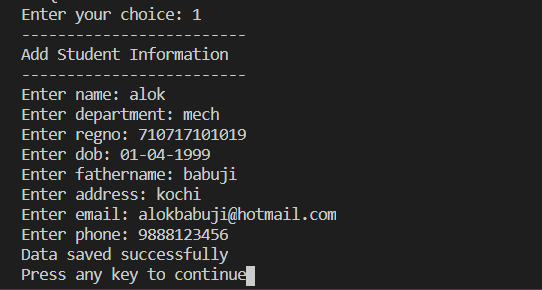 Enter your choice: 1
-------------------------
Add Student Information
-------------------------
Enter name: alok
Enter department: mech
Enter regno: 710717101019
Enter dob: 01-04-1999
Enter fathername: babuji
Enter address: kochi
Enter email: alokbabuji@hotmail.com
Enter phone: 9888123456
Data saved successfully
Press any key to continue